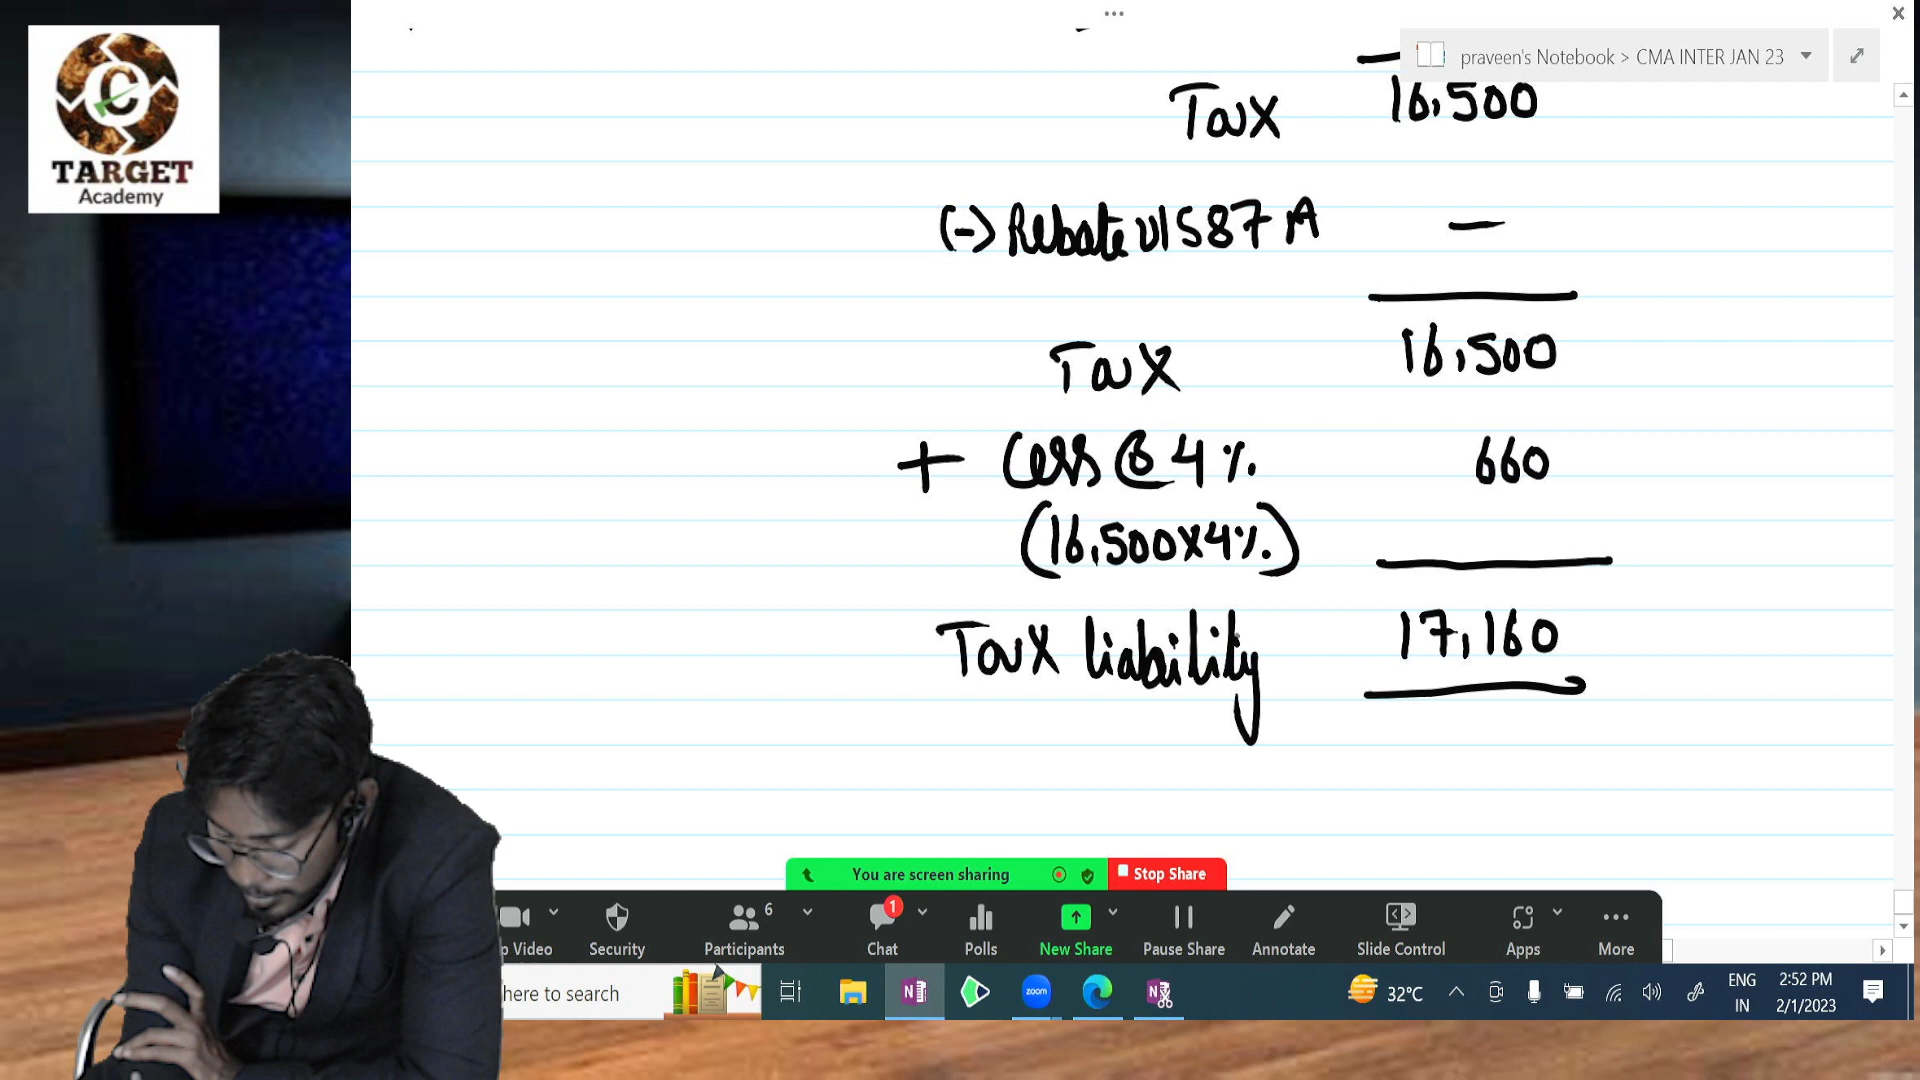 praveen's Notebook > CMA INTER JAN 23
C
TARGET
Academy
Tax 16,500
(-) Rebate u/s 87 A —
Tax 16,500
+ Cess @ 4 % 660
(16,500x4%)
Tax liability 17,160
You are screen sharing
Stop Share
Video
Security
Participants 6
Chat 1
Polls
New Share
Pause Share
Annotate
Slide Control
Apps
More
here to search
zoom
32°C
ENG
IN
2:52 PM
2/1/2023